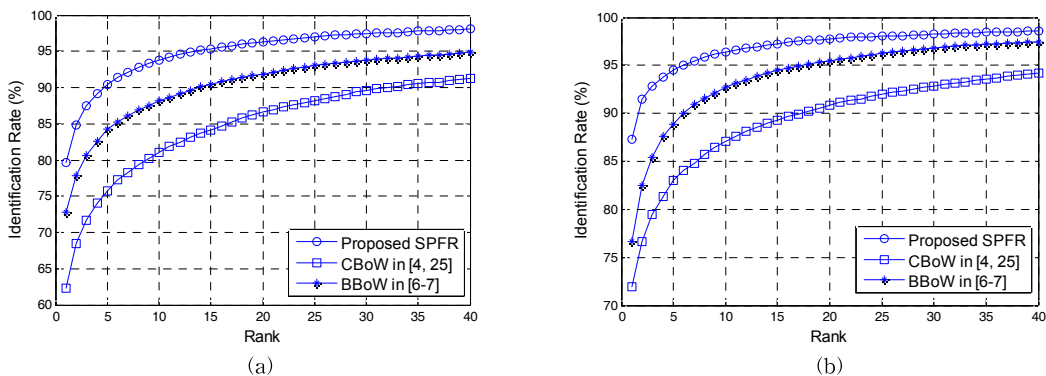 100
95
90
85
80
75
70
65
60
0 5 10 15 20 25 30 35 40
Identification Rate (%)
Rank
Proposed SPFR
CBoW in [4, 25]
BBoW in [6-7]
(a)
100
95
90
85
80
75
70
0 5 10 15 20 25 30 35 40
Identification Rate (%)
Rank
Proposed SPFR
CBoW in [4, 25]
BBoW in [6-7]
(b)